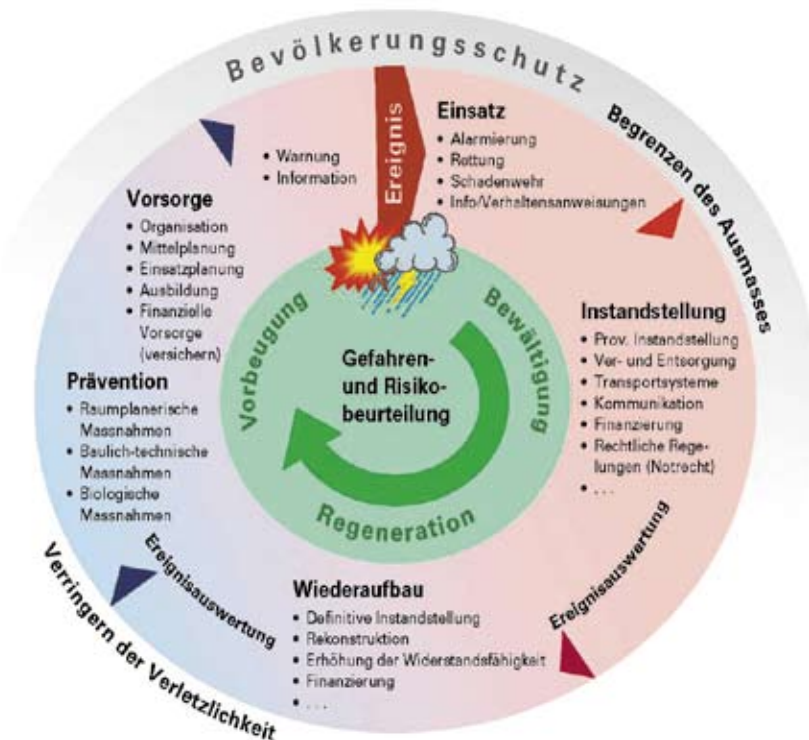 Bevölkerungsschutz
Ereignis
Einsatz
• Alarmierung
• Rettung
• Schadenwehr
• Info/Verhaltensanweisungen
Begrenzen des Ausmasses
• Warnung
• Information
Vorsorge
• Organisation
• Mittelplanung
• Einsatzplanung
• Ausbildung
• Finanzielle
Vorsorge
(versichern)
Instandstellung
• Prov. Instandstellung
• Ver- und Entsorgung
• Transportsysteme
• Kommunikation
• Finanzierung
• Rechtliche Rege-
lungen (Notrecht)
• . . .
Vorbeugung
Bewältigung
Regeneration
Gefahren-
und Risiko-
beurteilung
Prävention
• Raumplanerische
Massnahmen
• Baulich-technische
Massnahmen
• Biologische
Massnahmen
Ereignisauswertung
Ereignisauswertung
Verringern der Verletzlichkeit
Wiederaufbau
• Definitive Instandstellung
• Rekonstruktion
• Erhöhung der Widerstandsfähigkeit
• Finanzierung
• . . .